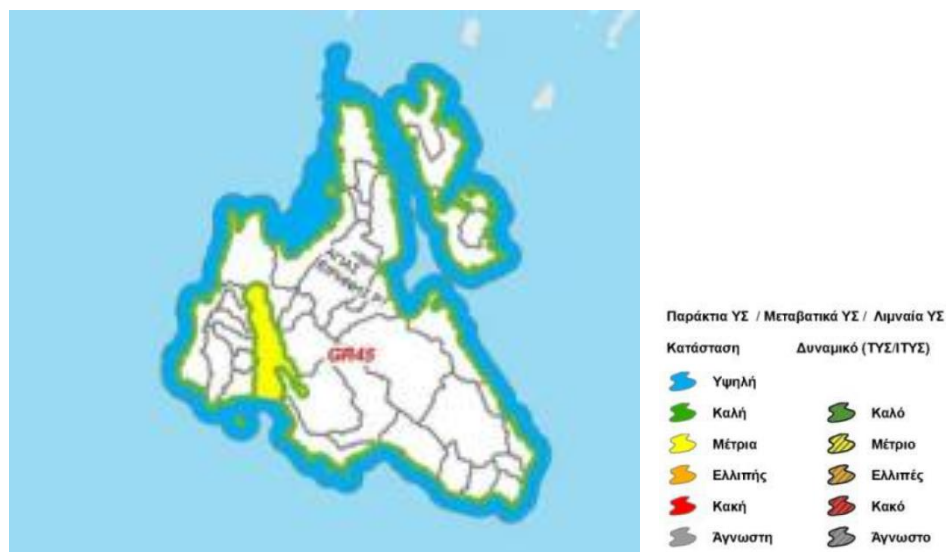 ΑΓΙΑΣ
GR45
Παράκτια ΥΣ / Μεταβατικά ΥΣ / Λιμναία ΥΣ
Κατάσταση Δυναμικό (ΤΥΣ/ΙΤΥΣ)
Υψηλή
Καλή Καλό
Μέτρια Μέτριο
Ελλιπής Ελλιπές
Κακή Κακό
Άγνωστη Άγνωστο